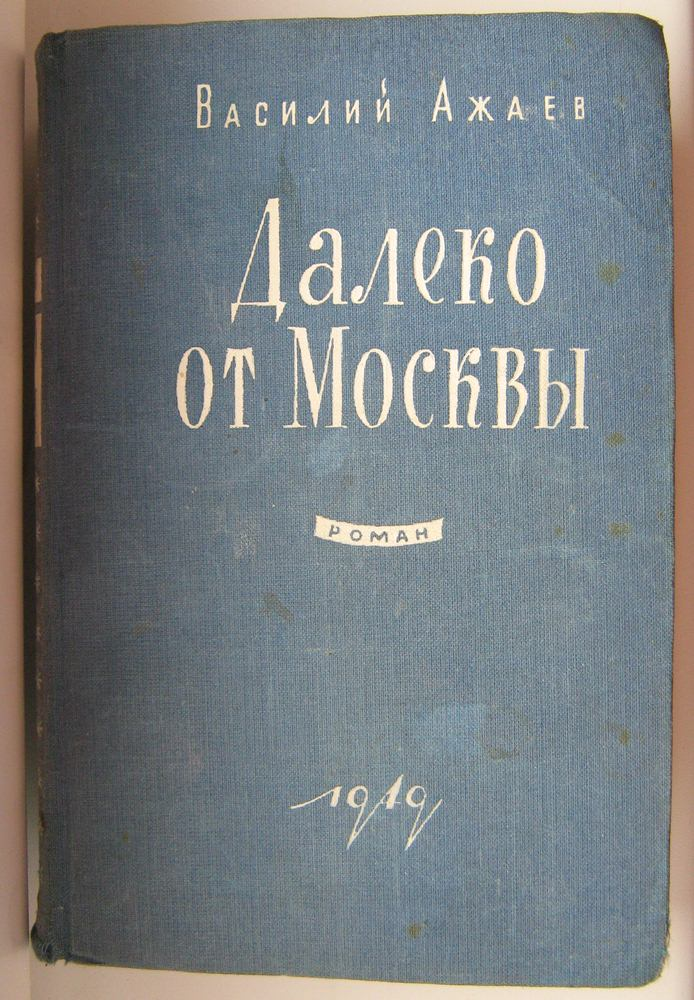 Василий Ажаев
Далеко
от Москвы
роман
1949